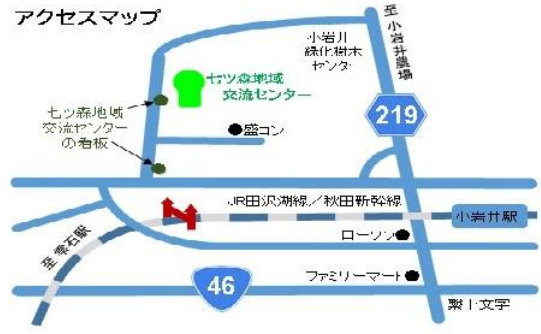 アクセスマップ
至 小岩井農場
小岩井
緑化樹木
センター
七ツ森地域
交流センター
219
七ツ森地域
交流センター
の看板
●盛コン
JR田沢湖線／秋田新幹線
小岩井駅
至 雫石駅
ローソン●
46
ファミリーマート●
繋十文字